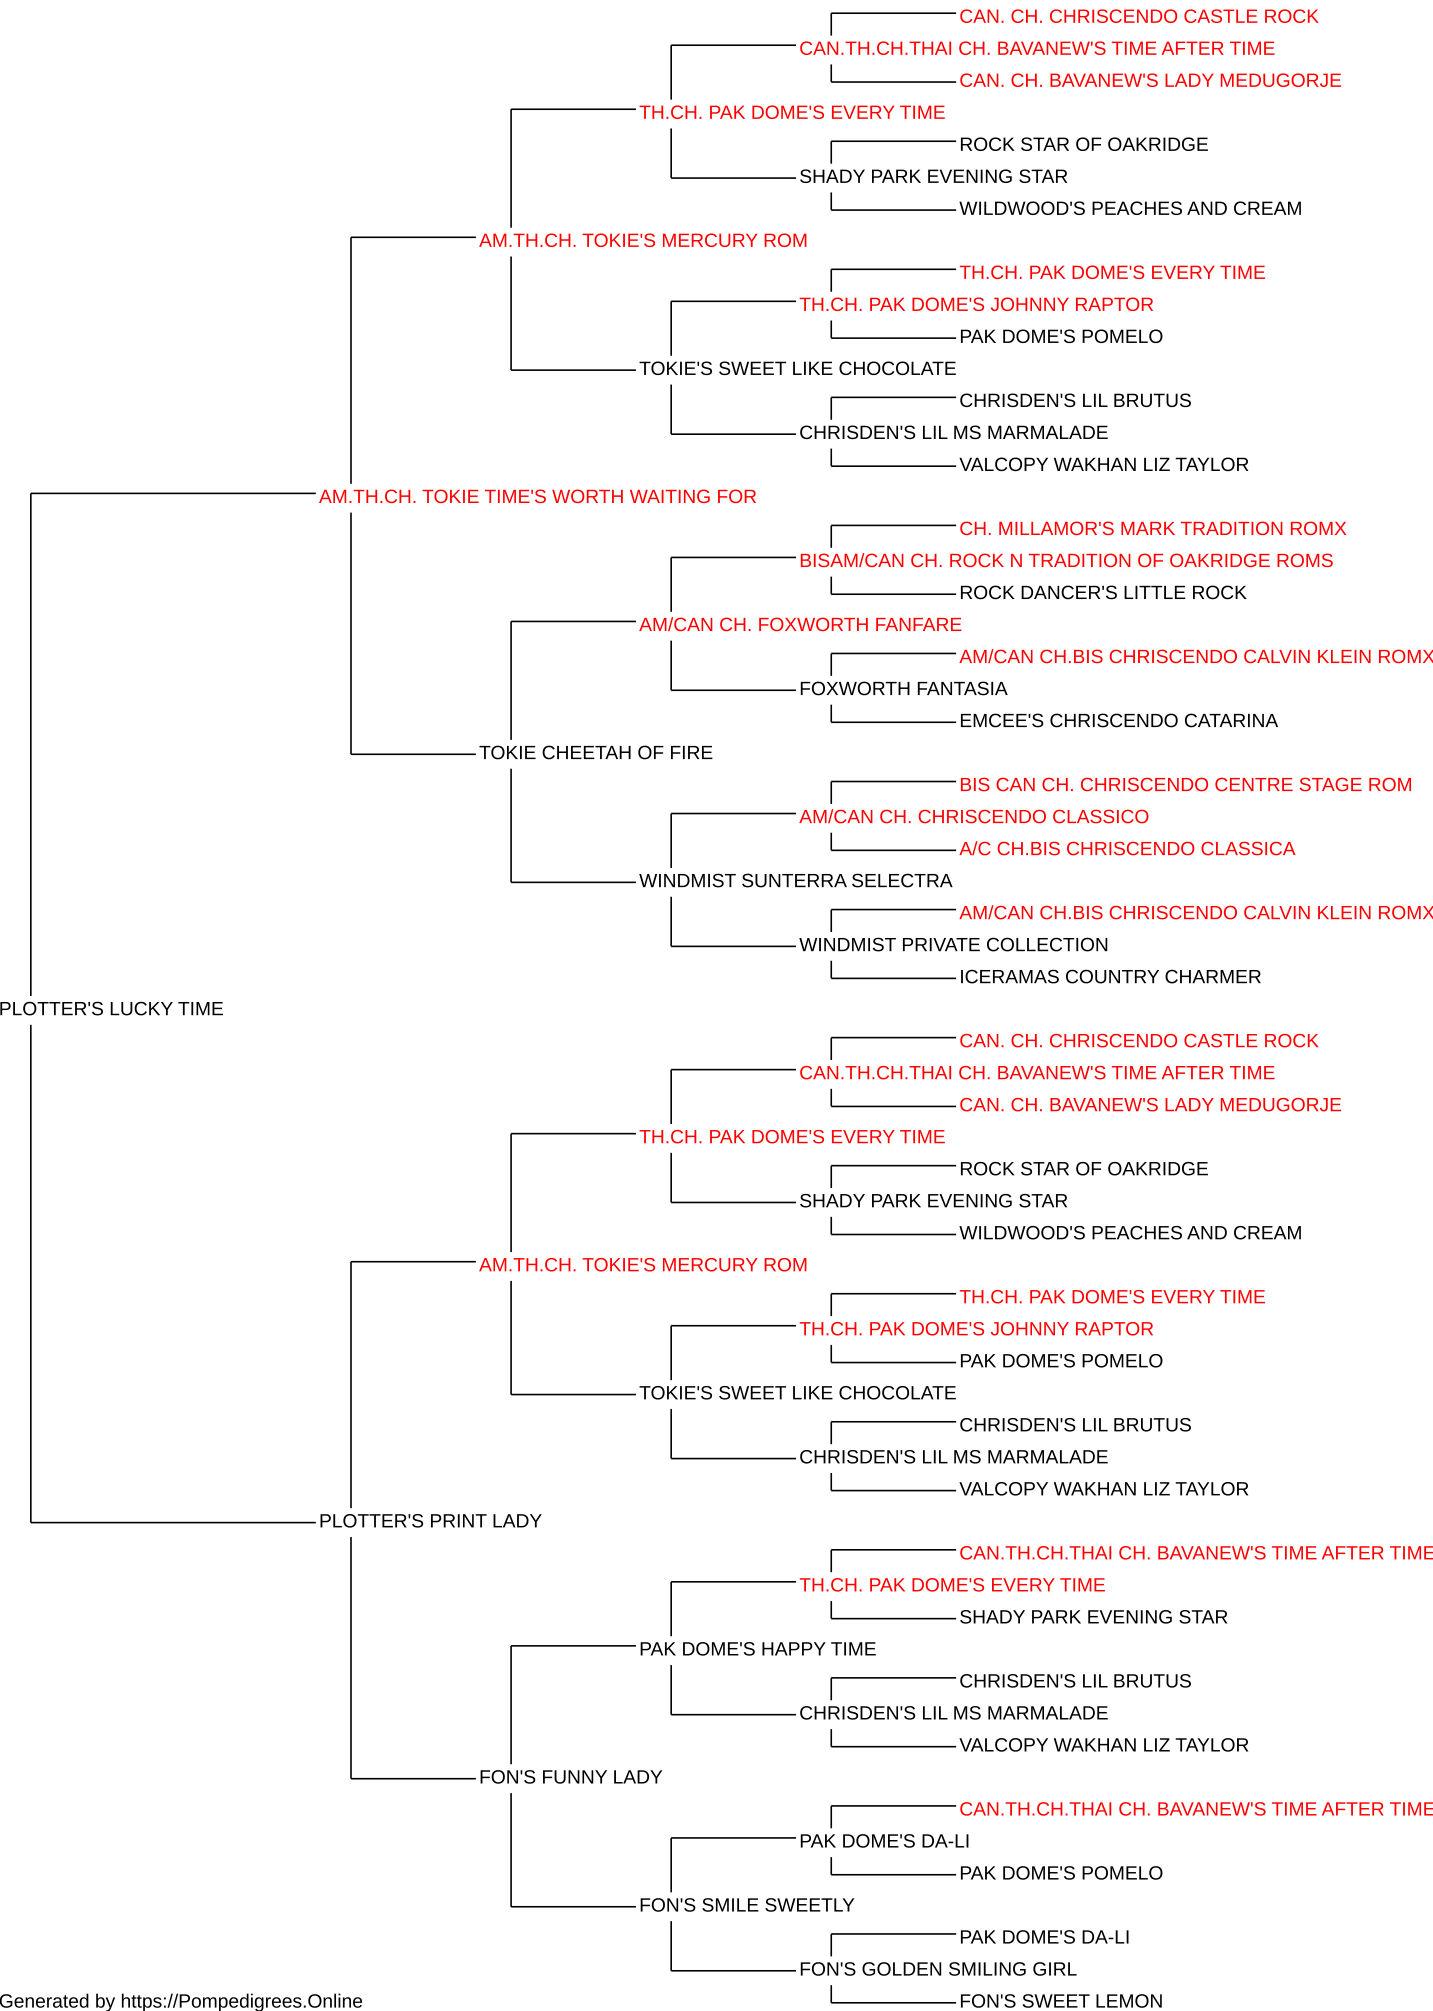 CAN. CH. CHRISCENDO CASTLE ROCK
CAN.TH.CH.THAI CH. BAVANEW'S TIME AFTER TIME
CAN. CH. BAVANEW'S LADY MEDUGORJE
TH.CH. PAK DOME'S EVERY TIME
ROCK STAR OF OAKRIDGE
SHADY PARK EVENING STAR
WILDWOOD'S PEACHES AND CREAM
AM.TH.CH. TOKIE'S MERCURY ROM
TH.CH. PAK DOME'S EVERY TIME
TH.CH. PAK DOME'S JOHNNY RAPTOR
PAK DOME'S POMELO
TOKIE'S SWEET LIKE CHOCOLATE
CHRISDEN'S LIL BRUTUS
CHRISDEN'S LIL MS MARMALADE
VALCOPY WAKHAN LIZ TAYLOR
AM.TH.CH. TOKIE TIME'S WORTH WAITING FOR
CH. MILLAMOR'S MARK TRADITION ROMX
BISAM/CAN CH. ROCK N TRADITION OF OAKRIDGE ROMS
ROCK DANCER'S LITTLE ROCK
AM/CAN CH. FOXWORTH FANFARE
AM/CAN CH.BIS CHRISCENDO CALVIN KLEIN ROMX
FOXWORTH FANTASIA
EMCEE'S CHRISCENDO CATARINA
TOKIE CHEETAH OF FIRE
BIS CAN CH. CHRISCENDO CENTRE STAGE ROM
AM/CAN CH. CHRISCENDO CLASSICO
A/C CH.BIS CHRISCENDO CLASSICA
WINDMIST SUNTERRA SELECTRA
AM/CAN CH.BIS CHRISCENDO CALVIN KLEIN ROMX
WINDMIST PRIVATE COLLECTION
ICERAMAS COUNTRY CHARMER
PLOTTER'S LUCKY TIME
CAN. CH. CHRISCENDO CASTLE ROCK
CAN.TH.CH.THAI CH. BAVANEW'S TIME AFTER TIME
CAN. CH. BAVANEW'S LADY MEDUGORJE
TH.CH. PAK DOME'S EVERY TIME
ROCK STAR OF OAKRIDGE
SHADY PARK EVENING STAR
WILDWOOD'S PEACHES AND CREAM
AM.TH.CH. TOKIE'S MERCURY ROM
TH.CH. PAK DOME'S EVERY TIME
TH.CH. PAK DOME'S JOHNNY RAPTOR
PAK DOME'S POMELO
TOKIE'S SWEET LIKE CHOCOLATE
CHRISDEN'S LIL BRUTUS
CHRISDEN'S LIL MS MARMALADE
VALCOPY WAKHAN LIZ TAYLOR
PLOTTER'S PRINT LADY
CAN.TH.CH.THAI CH. BAVANEW'S TIME AFTER TIME
TH.CH. PAK DOME'S EVERY TIME
SHADY PARK EVENING STAR
PAK DOME'S HAPPY TIME
CHRISDEN'S LIL BRUTUS
CHRISDEN'S LIL MS MARMALADE
VALCOPY WAKHAN LIZ TAYLOR
FON'S FUNNY LADY
CAN.TH.CH.THAI CH. BAVANEW'S TIME AFTER TIME
PAK DOME'S DA-LI
PAK DOME'S POMELO
FON'S SMILE SWEETLY
PAK DOME'S DA-LI
FON'S GOLDEN SMILING GIRL
FON'S SWEET LEMON
Generated by https://Pompedigrees.Online